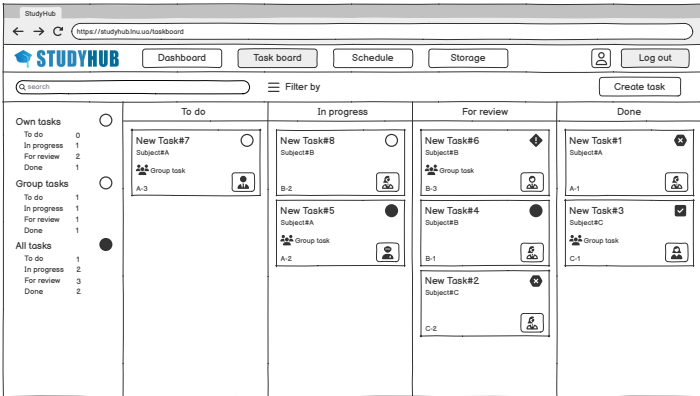 StudyHub
https://studyhub.lnu.ua/taskboard
STUDYHUB
Dashboard
Task board
Schedule
Storage
Log out
search
Filter by
Create task
Own tasks
To do 0
In progress 1
For review 2
Done 1
Group tasks
To do 1
In progress 1
For review 1
Done 1
All tasks
To do 1
In progress 2
For review 3
Done 2
To do
New Task#7
Subject#A
Group task
A-3
In progress
New Task#8
Subject#B
B-2
New Task#5
Subject#A
Group task
A-2
For review
New Task#6
Subject#B
Group task
B-3
New Task#4
Subject#B
B-1
New Task#2
Subject#C
C-2
Done
New Task#1
Subject#A
A-1
New Task#3
Subject#C
Group task
C-1